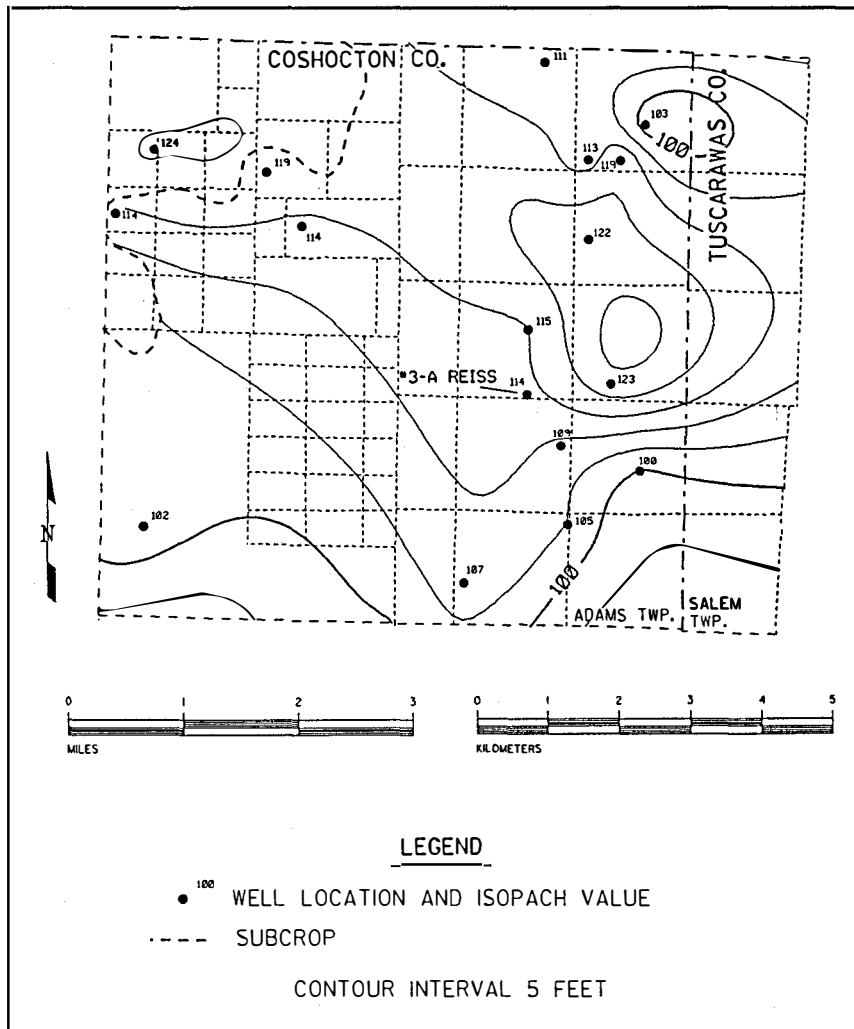 COSHOCTON CO.
111
TUSCARAWAS CO.
103
100
124
113
119
119
114
114
122
115
#3-A REISS
114
123
109
100
102
105
N
107
100
ADAMS TWP.
SALEM
TWP.
0 1 2 3
MILES
0 1 2 3 4 5
KILOMETERS
LEGEND
100 WELL LOCATION AND ISOPACH VALUE
SUBCROP
CONTOUR INTERVAL 5 FEET